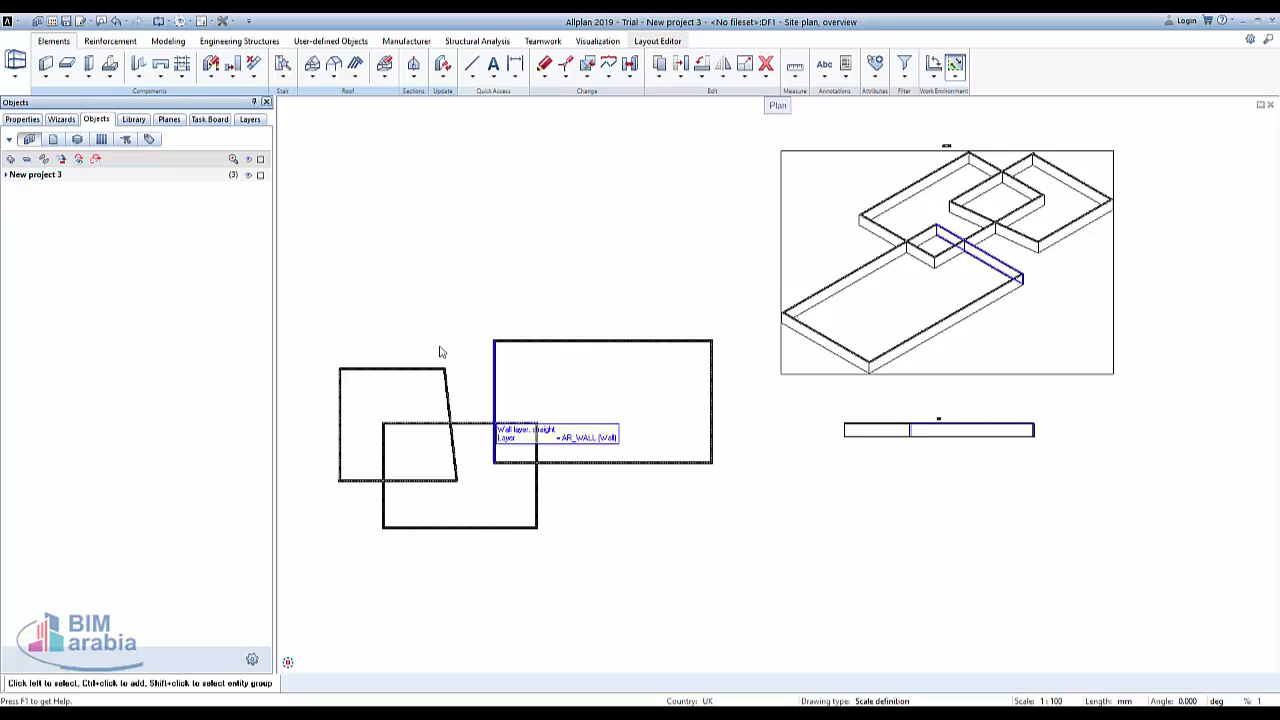 Allplan 2019 - Trial - New project 3 - <No fileset>:DF1 - Site plan, overview
Login
Elements Reinforcement Modeling Engineering Structures User-defined Objects Manufacturer Structural Analysis Teamwork Visualization Layout Editor
Abc
Components Stair Roof Sections Update Quick Access Change Edit Measure Annotations Attributes Filter Work Environment
Objects
Plan
Properties Wizards Objects Library Planes Task Board Layers
New project 3 (3)
Wall layer, straight
Layer = AR_WALL (Wall)
BIM
arabia
Click left to select, Ctrl+click to add, Shift+click to select entity group
Press F1 to get Help. Country: UK Drawing type: Scale definition Scale: 1 : 100 Length: mm Angle: 0.000 deg %: 1